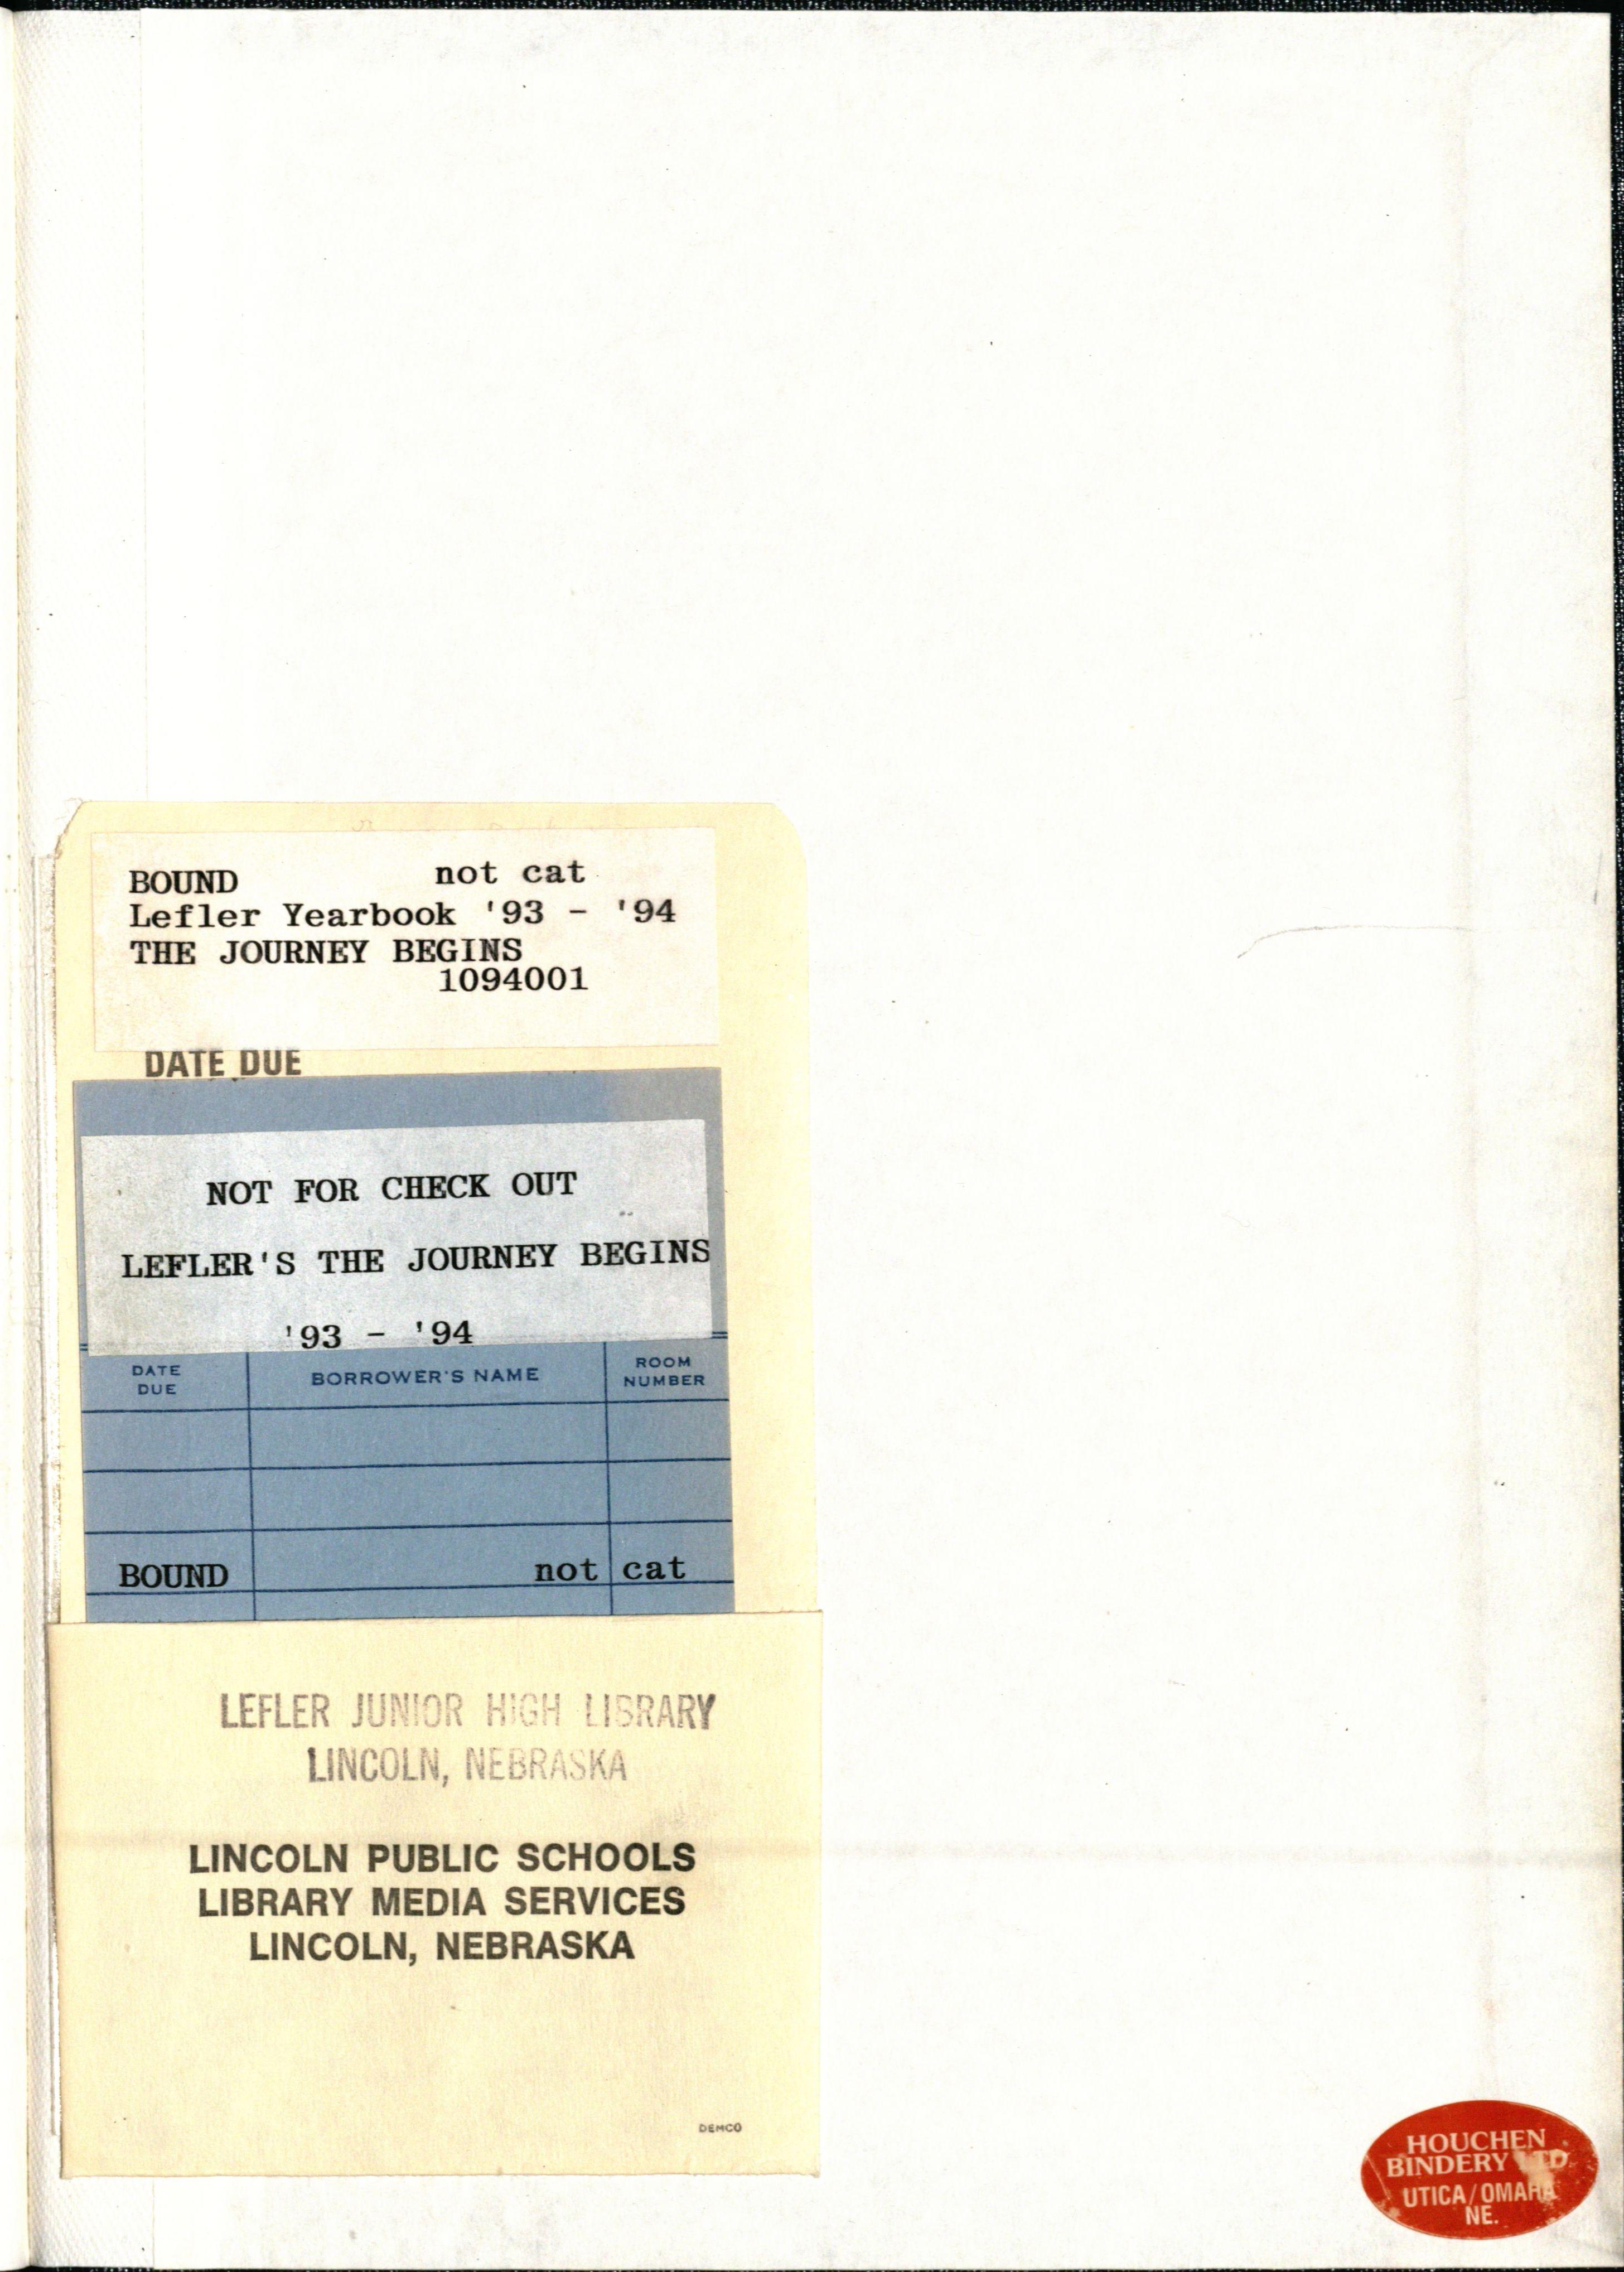 BOUND not cat
Lefler Yearbook '93 - '94
THE JOURNEY BEGINS
1094001
DATE DUE
NOT FOR CHECK OUT
LEFLER'S THE JOURNEY BEGINS
'93 - '94
DATE DUE BORROWER'S NAME ROOM NUMBER
BOUND not cat
LEFLER JUNIOR HIGH LIBRARY
LINCOLN, NEBRASKA
LINCOLN PUBLIC SCHOOLS
LIBRARY MEDIA SERVICES
LINCOLN, NEBRASKA
DEMCO
HOUCHEN
BINDERY LTD
UTICA/OMAHA
NE.